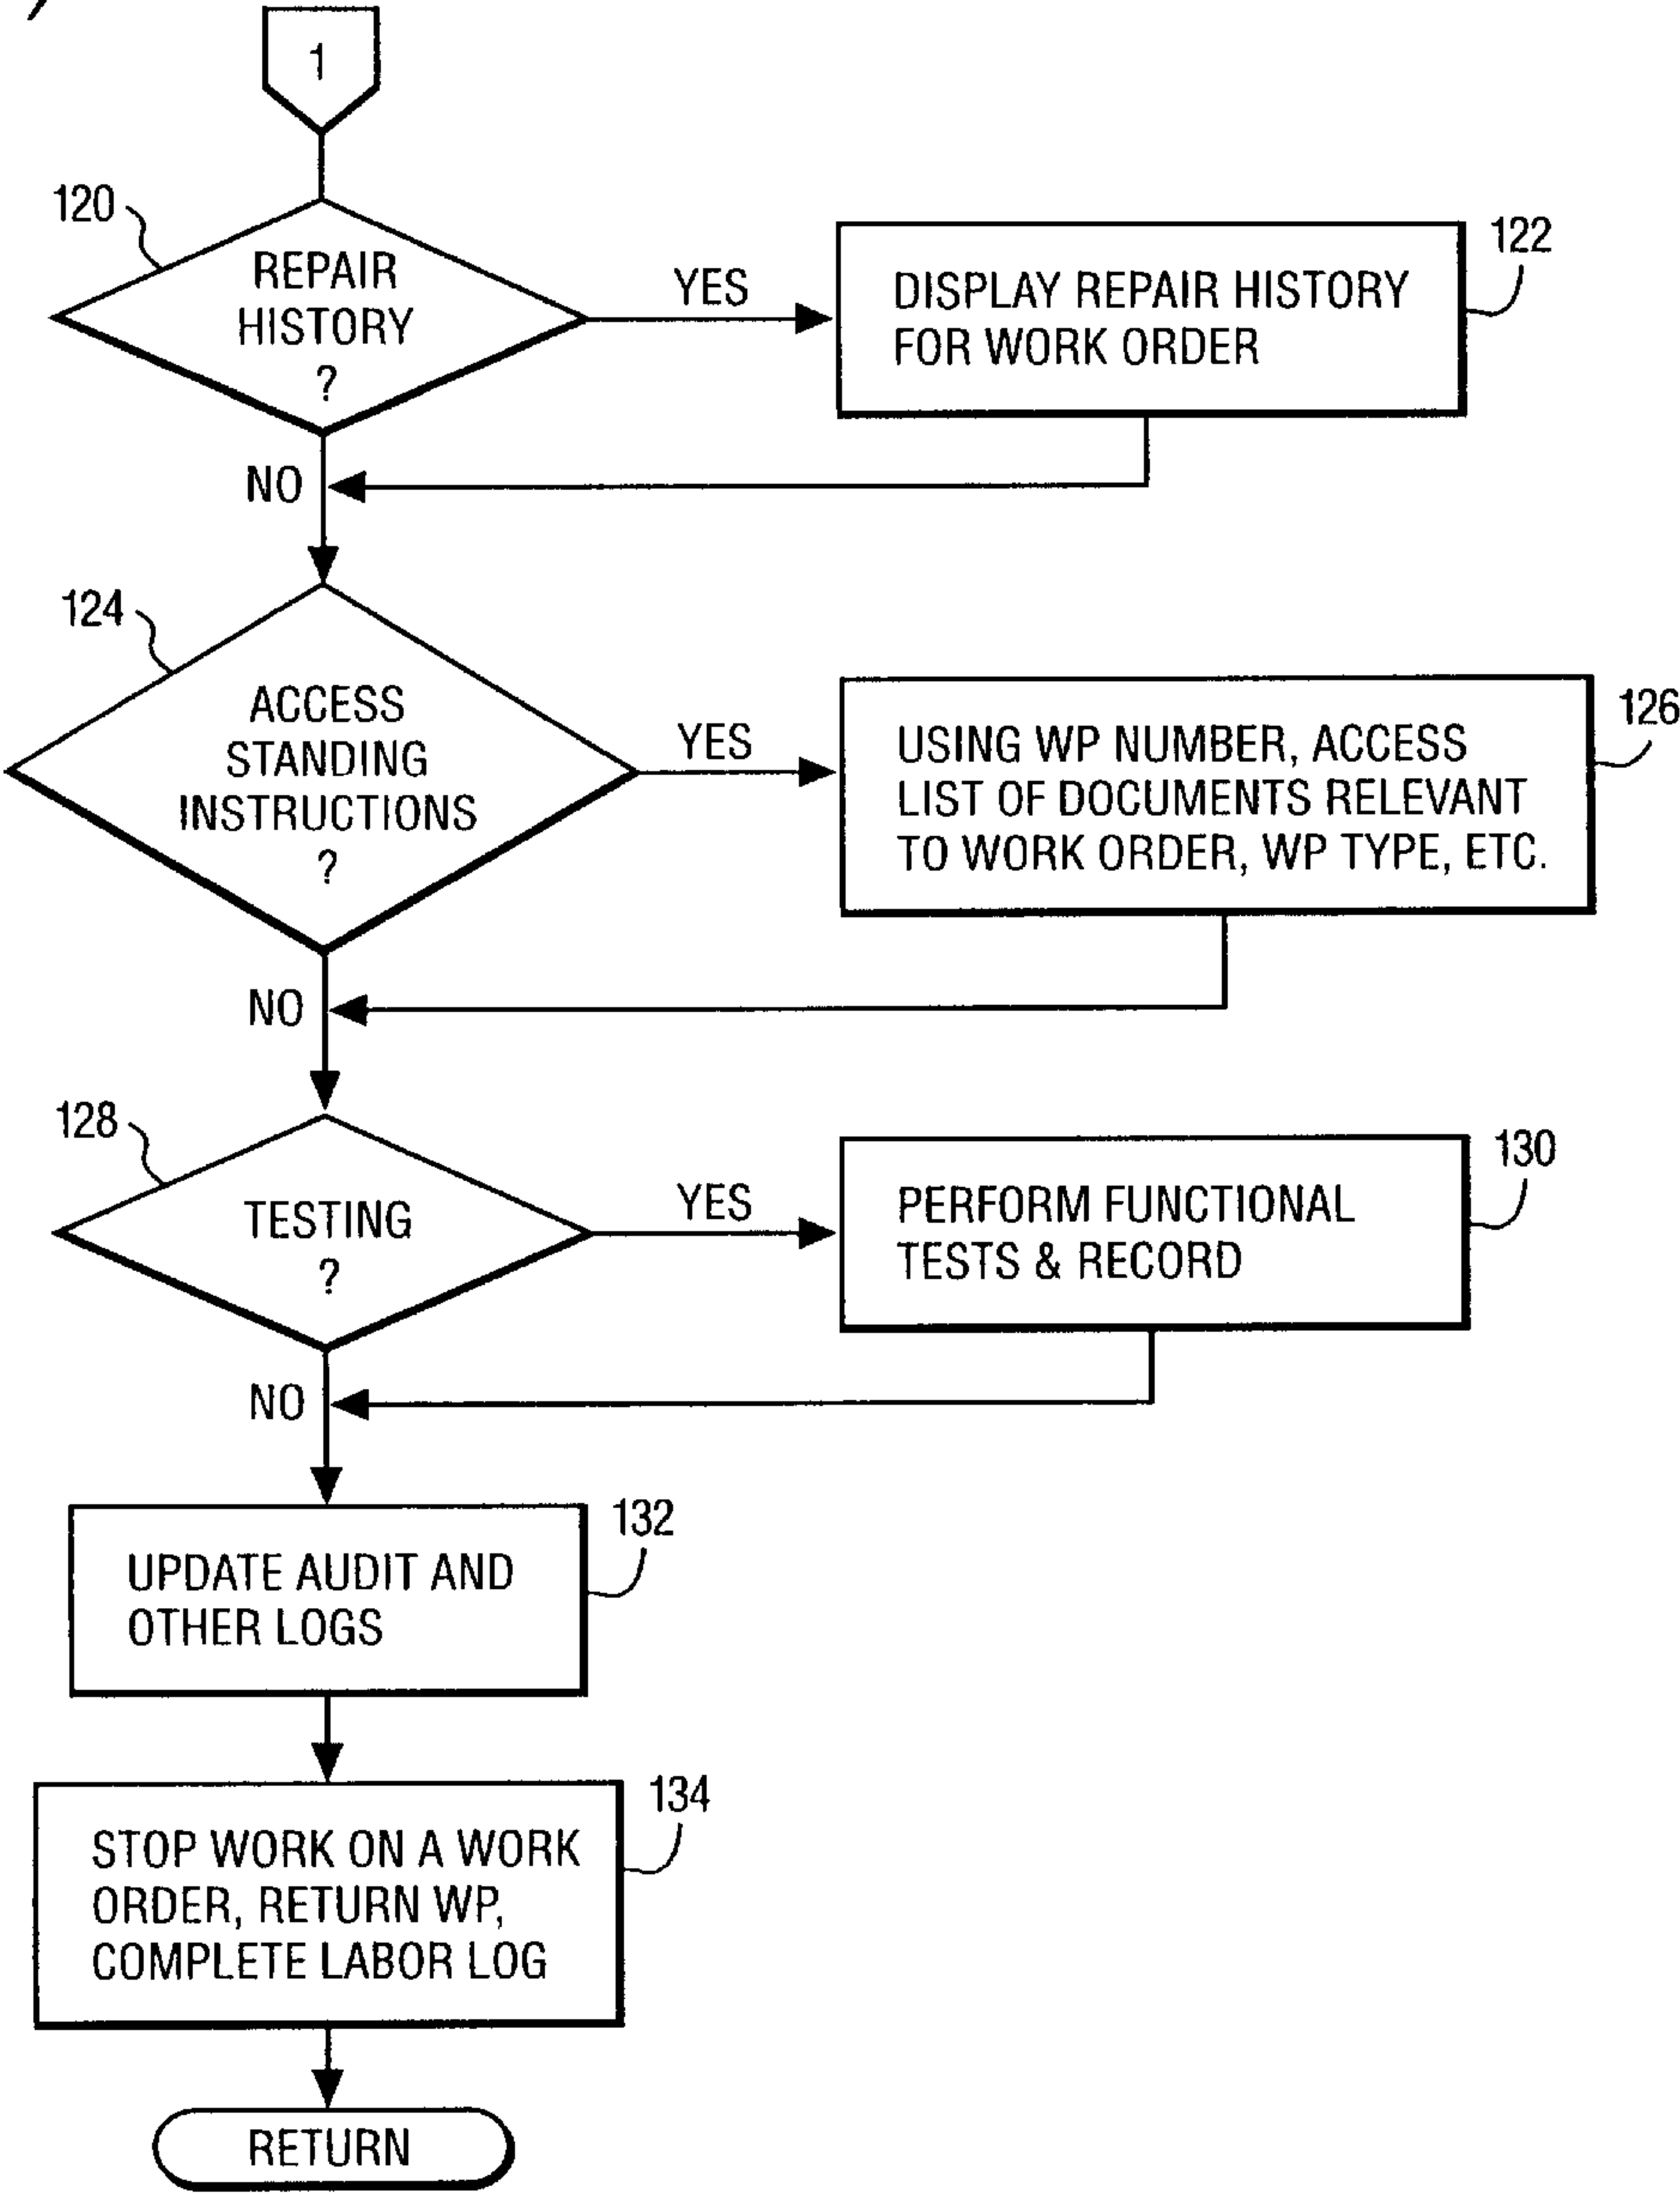 1
120
REPAIR
HISTORY
?
YES
DISPLAY REPAIR HISTORY
FOR WORK ORDER
122
NO
124
ACCESS
STANDING
INSTRUCTIONS
?
YES
USING WP NUMBER, ACCESS
LIST OF DOCUMENTS RELEVANT
TO WORK ORDER, WP TYPE, ETC.
126
NO
128
TESTING
?
YES
PERFORM FUNCTIONAL
TESTS & RECORD
130
NO
UPDATE AUDIT AND
OTHER LOGS
132
STOP WORK ON A WORK
ORDER, RETURN WP,
COMPLETE LABOR LOG
134
RETURN